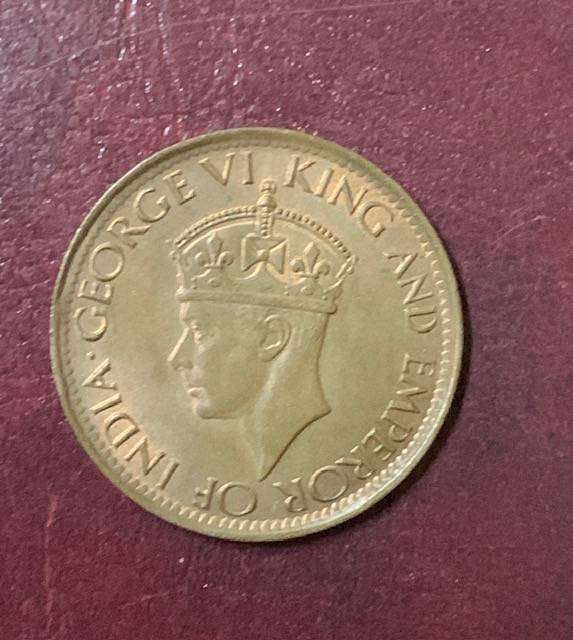 GEORGE VI KING AND EMPEROR OF INDIA·